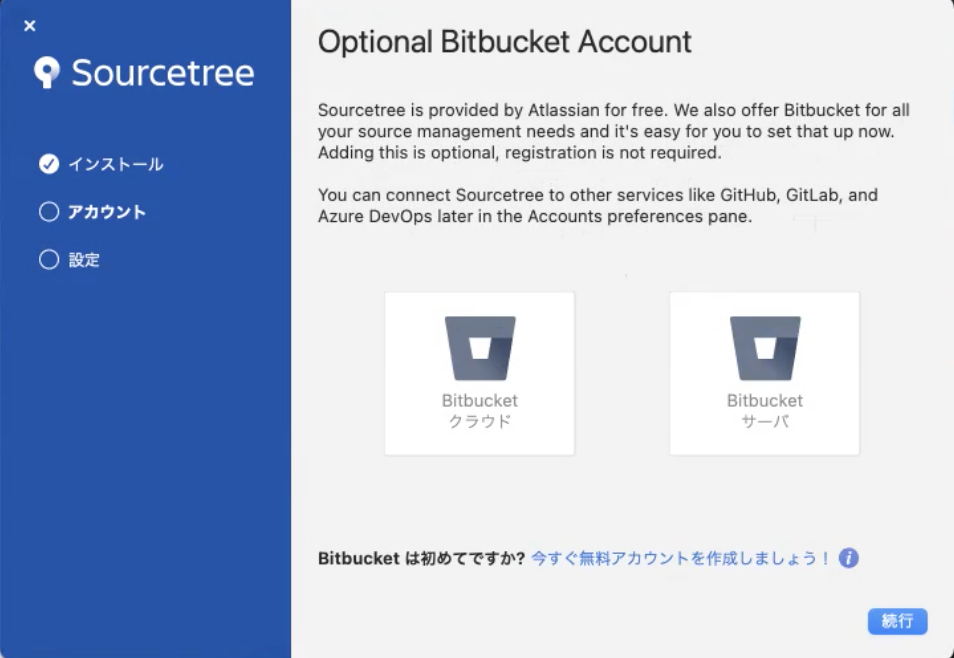 Sourcetree
インストール
アカウント
設定
Optional Bitbucket Account
Sourcetree is provided by Atlassian for free. We also offer Bitbucket for all
your source management needs and it's easy for you to set that up now.
Adding this is optional, registration is not required.
You can connect Sourcetree to other services like GitHub, GitLab, and
Azure DevOps later in the Accounts preferences pane.
Bitbucket
クラウド
Bitbucket
サーバ
Bitbucket は初めてですか? 今すぐ無料アカウントを作成しましょう！
続行